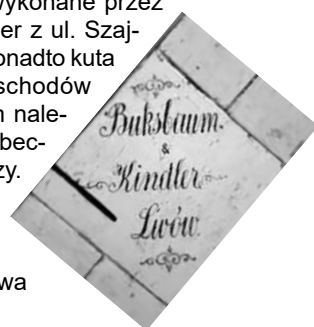 wykonane przez
er z ul. Szaj-
onadto kuta
schodów
nale-
bec-
zy.
wa
Buksbaum.
&
Kindler
Lwów.